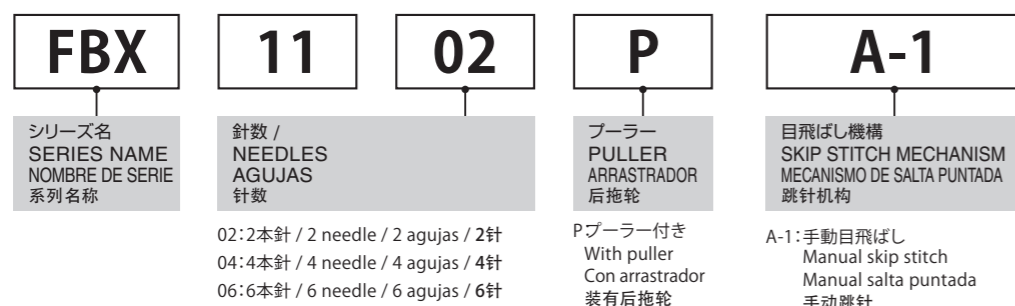 FBX 11 02 P A-1
シリーズ名
SERIES NAME
NOMBRE DE SERIE
系列名称
針数 /
NEEDLES
AGUJAS
针数
プーラー
PULLER
ARRASTRADOR
后拖轮
目飛ばし機構
SKIP STITCH MECHANISM
MECANISMO DE SALTA PUNTADA
跳针机构
02:2本針 / 2 needle / 2 agujas / 2针
04:4本針 / 4 needle / 4 agujas / 4针
06:6本針 / 6 needle / 6 agujas / 6针
Pプーラー付き
With puller
Con arrastrador
装有后拖轮
A-1:手動目飛ばし
Manual skip stitch
Manual salta puntada
手动跳针